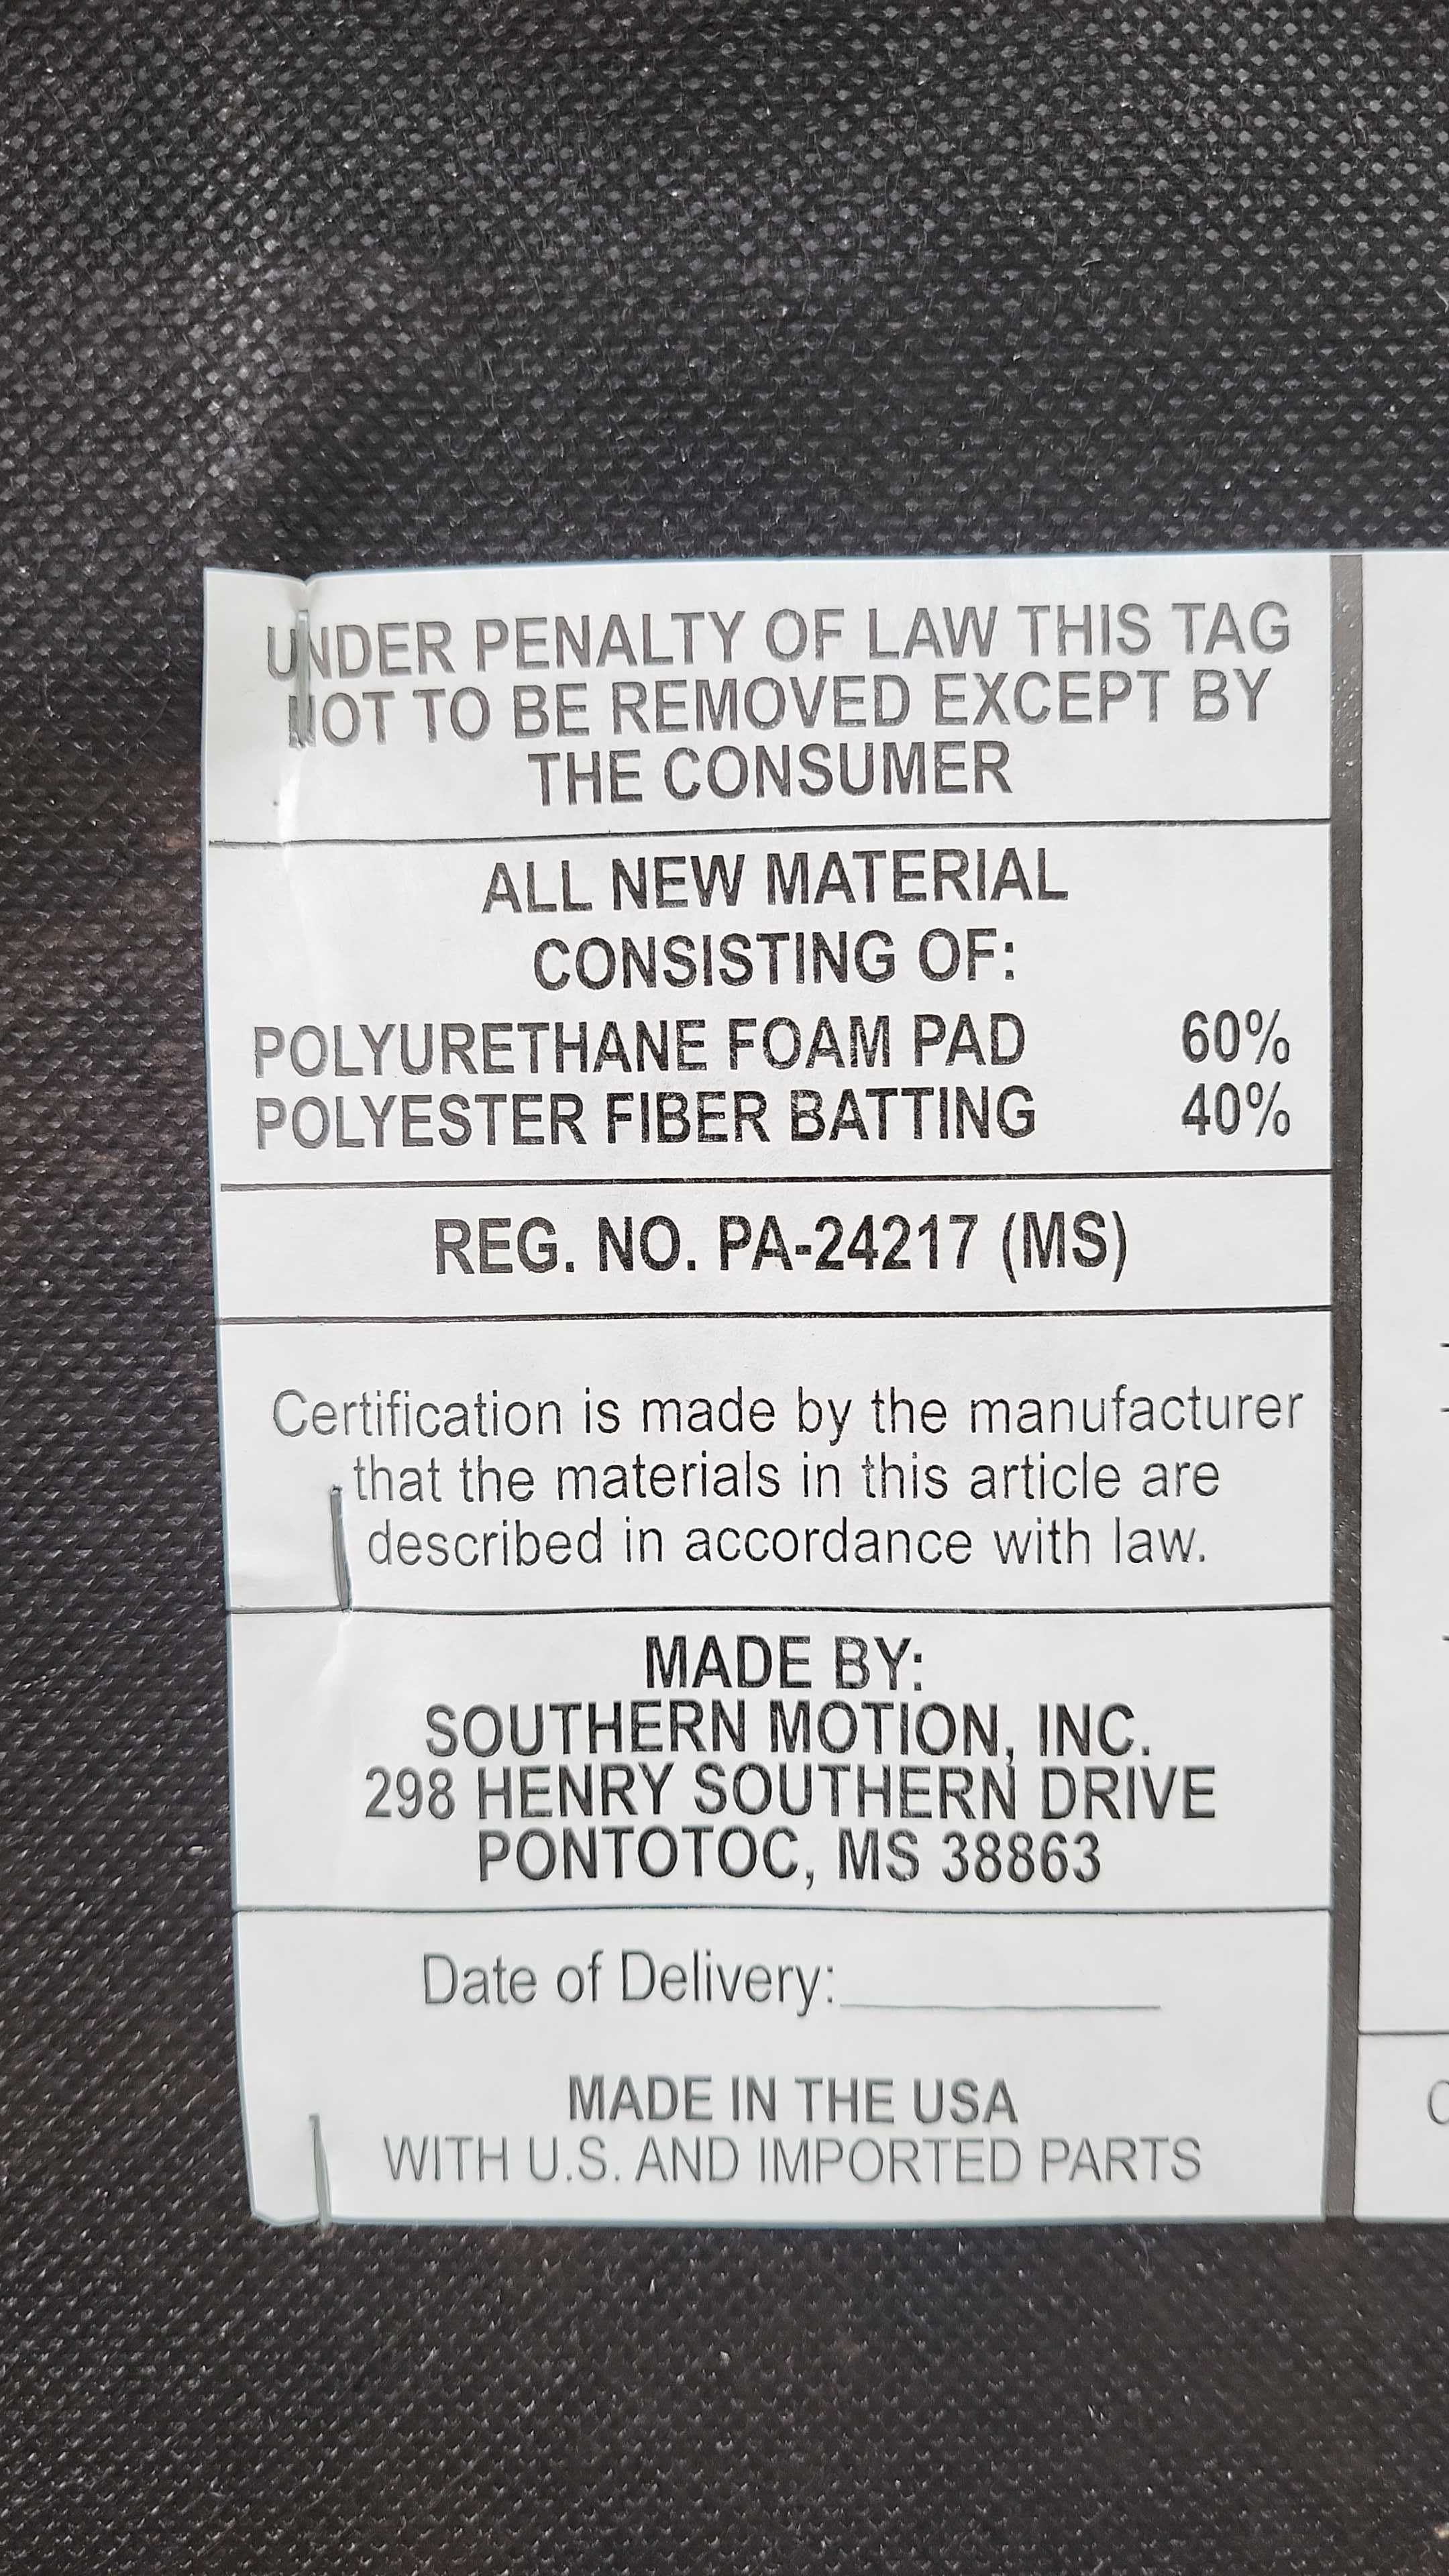 UNDER PENALTY OF LAW THIS TAG
NOT TO BE REMOVED EXCEPT BY
THE CONSUMER
ALL NEW MATERIAL
CONSISTING OF:
POLYURETHANE FOAM PAD 60%
POLYESTER FIBER BATTING 40%
REG. NO. PA-24217 (MS)
Certification is made by the manufacturer
that the materials in this article are
described in accordance with law.
MADE BY:
SOUTHERN MOTION, INC.
298 HENRY SOUTHERN DRIVE
PONTOTOC, MS 38863
Date of Delivery:___________
MADE IN THE USA
WITH U.S. AND IMPORTED PARTS